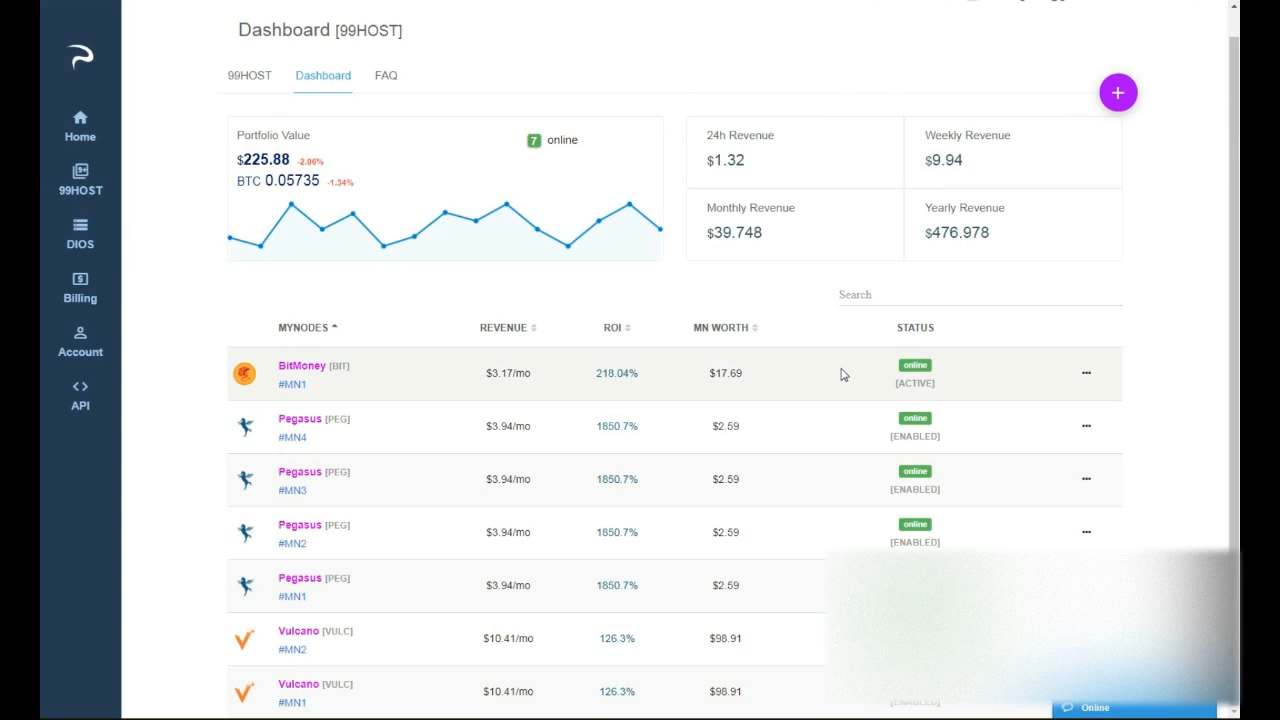 Dashboard [99HOST]
99HOST Dashboard FAQ
+
Home
99HOST
DIOS
Billing
Account
API
Portfolio Value
7 online
$225.88 -2.06%
BTC 0.05735 -1.34%
24h Revenue
$1.32
Weekly Revenue
$9.94
Monthly Revenue
$39.748
Yearly Revenue
$476.978
Search
MYNODES REVENUE ROI MN WORTH STATUS
BitMoney [BIT]
#MN1
$3.17/mo 218.04% $17.69
online
[ACTIVE]
Pegasus [PEG]
#MN4
$3.94/mo 1850.7% $2.59
online
[ENABLED]
Pegasus [PEG]
#MN3
$3.94/mo 1850.7% $2.59
online
[ENABLED]
Pegasus [PEG]
#MN2
$3.94/mo 1850.7% $2.59
online
[ENABLED]
Pegasus [PEG]
#MN1
$3.94/mo 1850.7% $2.59
Vulcano [VULC]
#MN2
$10.41/mo 126.3% $98.91
Vulcano [VULC]
#MN1
$10.41/mo 126.3% $98.91
[ENABLED]
Online